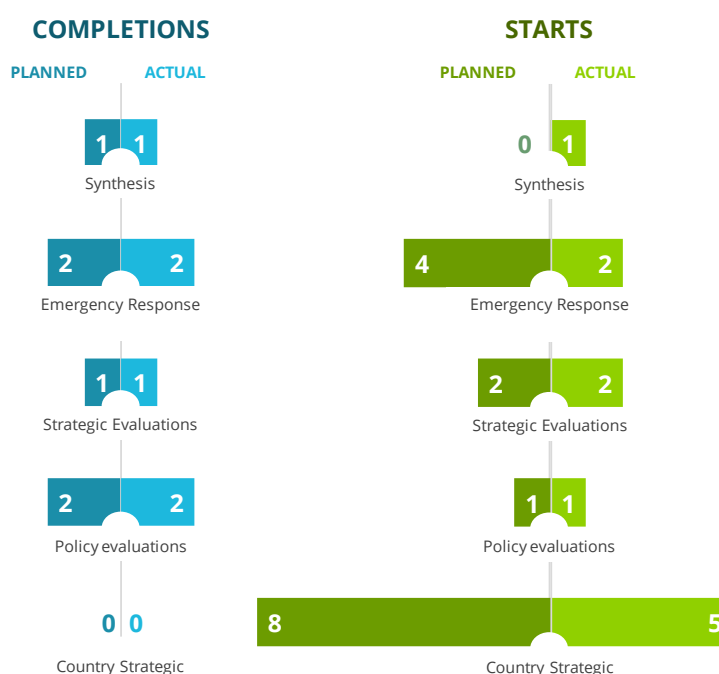 COMPLETIONS
PLANNED ACTUAL
1 1
Synthesis
2 2
Emergency Response
1 1
Strategic Evaluations
2 2
Policy evaluations
0 0
Country Strategic
STARTS
PLANNED ACTUAL
0 1
Synthesis
4 2
Emergency Response
2 2
Strategic Evaluations
1 1
Policy evaluations
8 5
Country Strategic